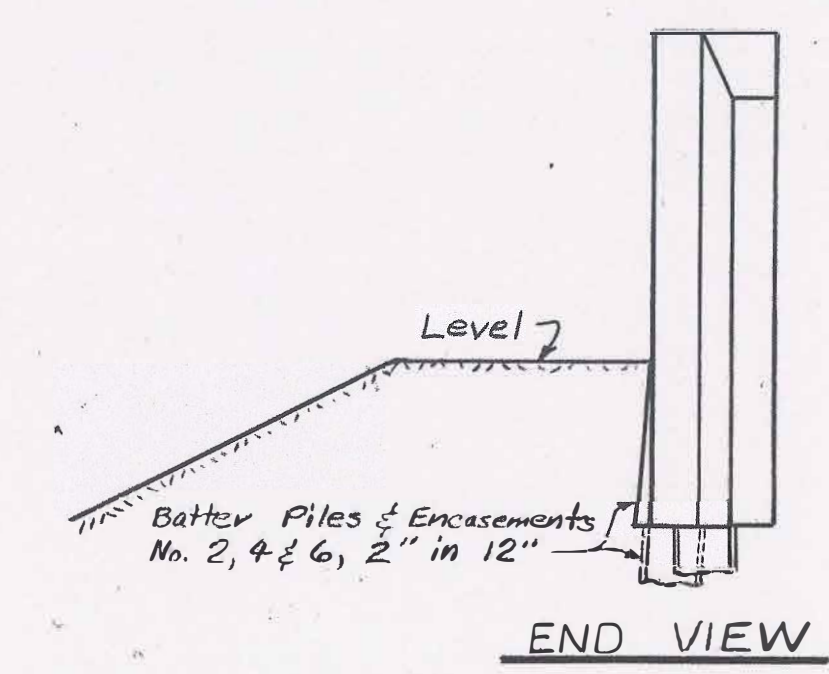 Level
Batter Piles & Encasements
No. 2, 4 & 6, 2" in 12"
END VIEW